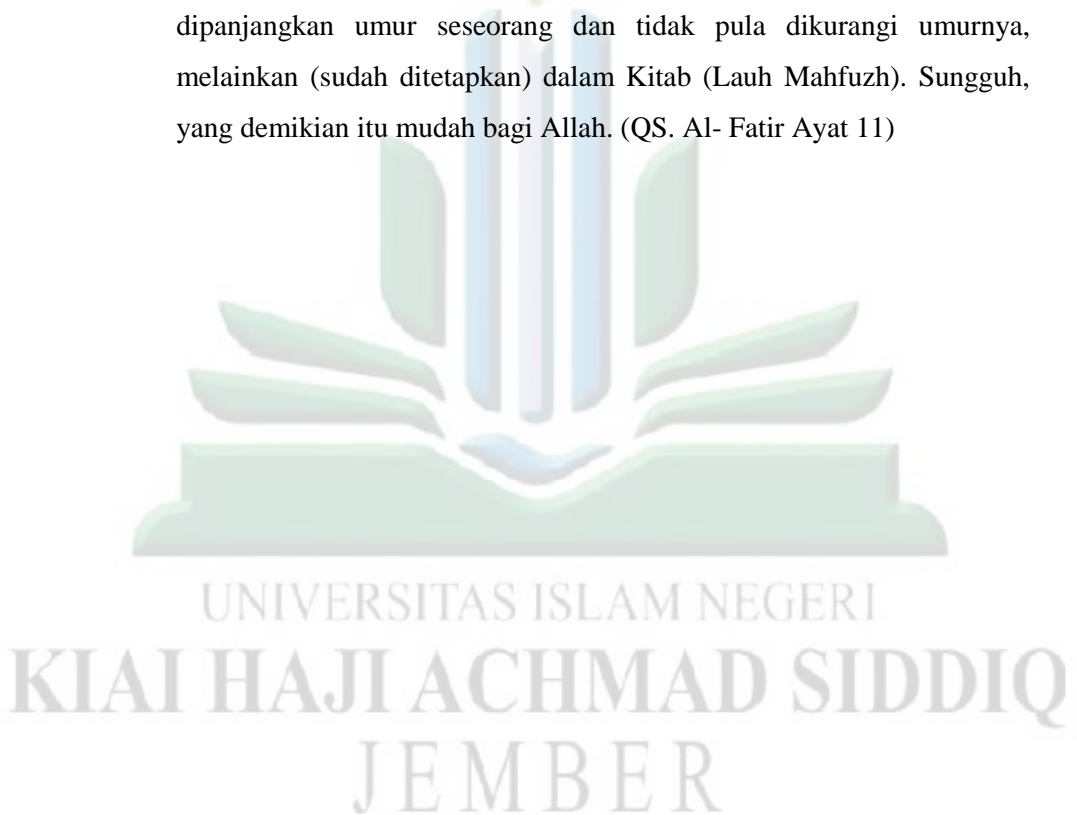 dipanjangkan umur seseorang dan tidak pula dikurangi umurnya,
melainkan (sudah ditetapkan) dalam Kitab (Lauh Mahfuzh). Sungguh,
yang demikian itu mudah bagi Allah. (QS. Al- Fatir Ayat 11)
UNIVERSITAS ISLAM NEGERI
KIAI HAJI ACHMAD SIDDIQ
JEMBER